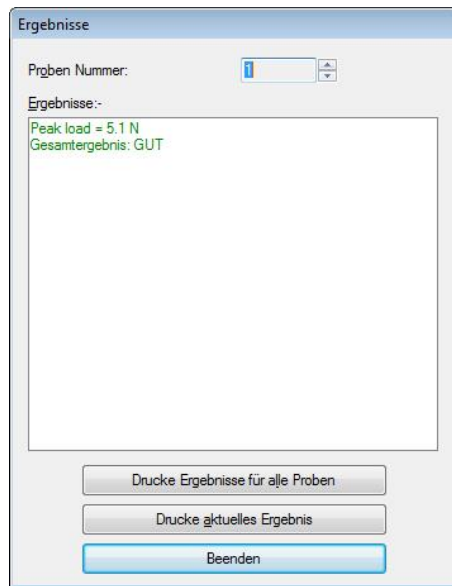 Ergebnisse
Proben Nummer: 1
Ergebnisse:-
Peak load = 5.1 N
Gesamtergebnis: GUT
Drucke Ergebnisse für alle Proben
Drucke aktuelles Ergebnis
Beenden